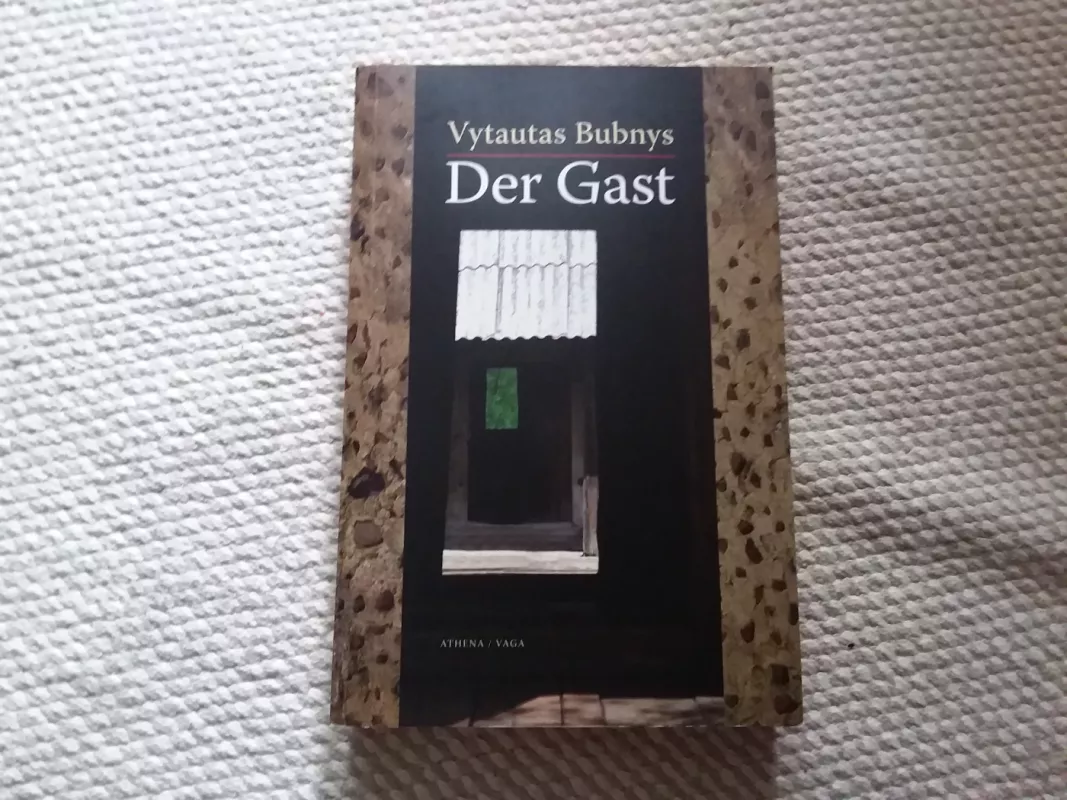 Vytautas Bubnys
Der Gast
ATHENA / VAGA